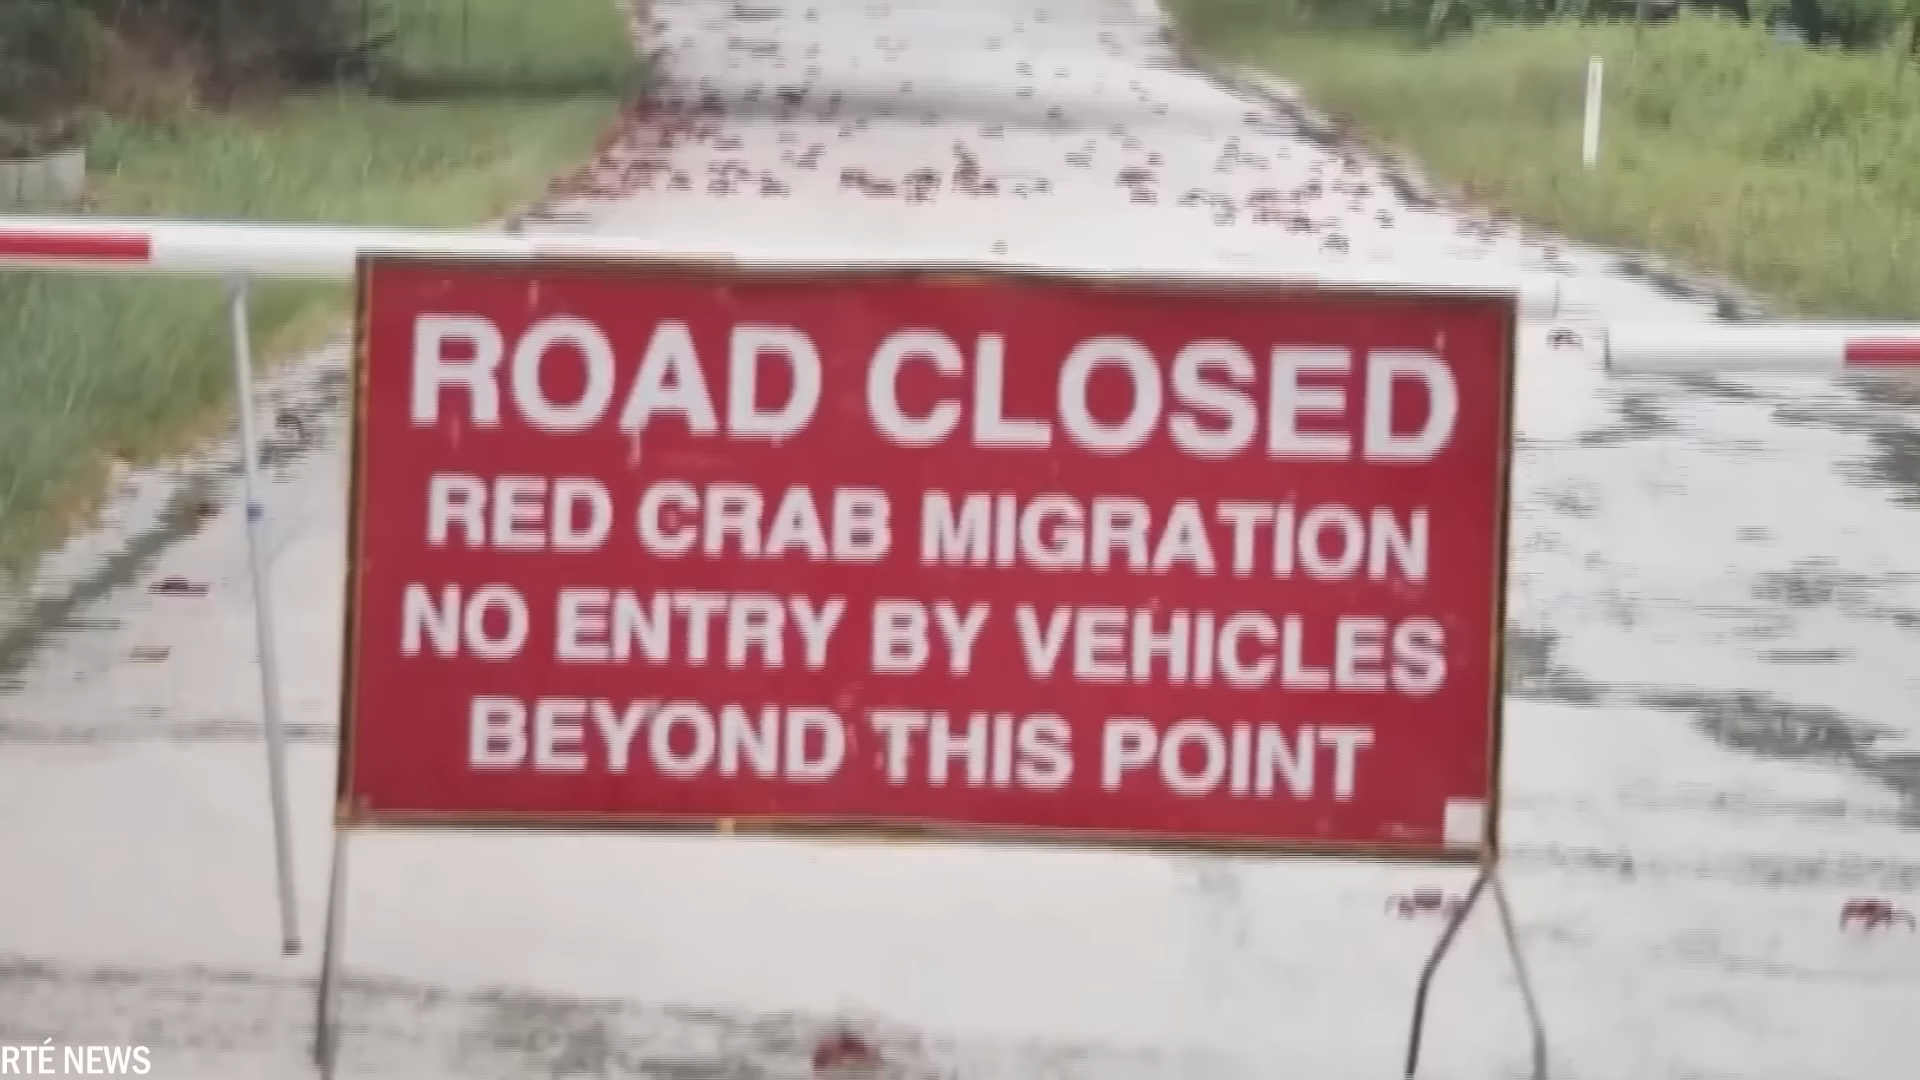 ROAD CLOSED
RED CRAB MIGRATION
NO ENTRY BY VEHICLES
BEYOND THIS POINT
RTÉ NEWS